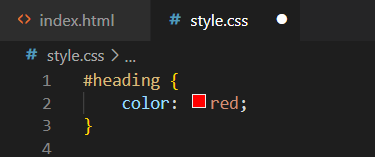 <> index.html
# style.css
# style.css > ...
1 #heading {
2 color: red;
3 }
4